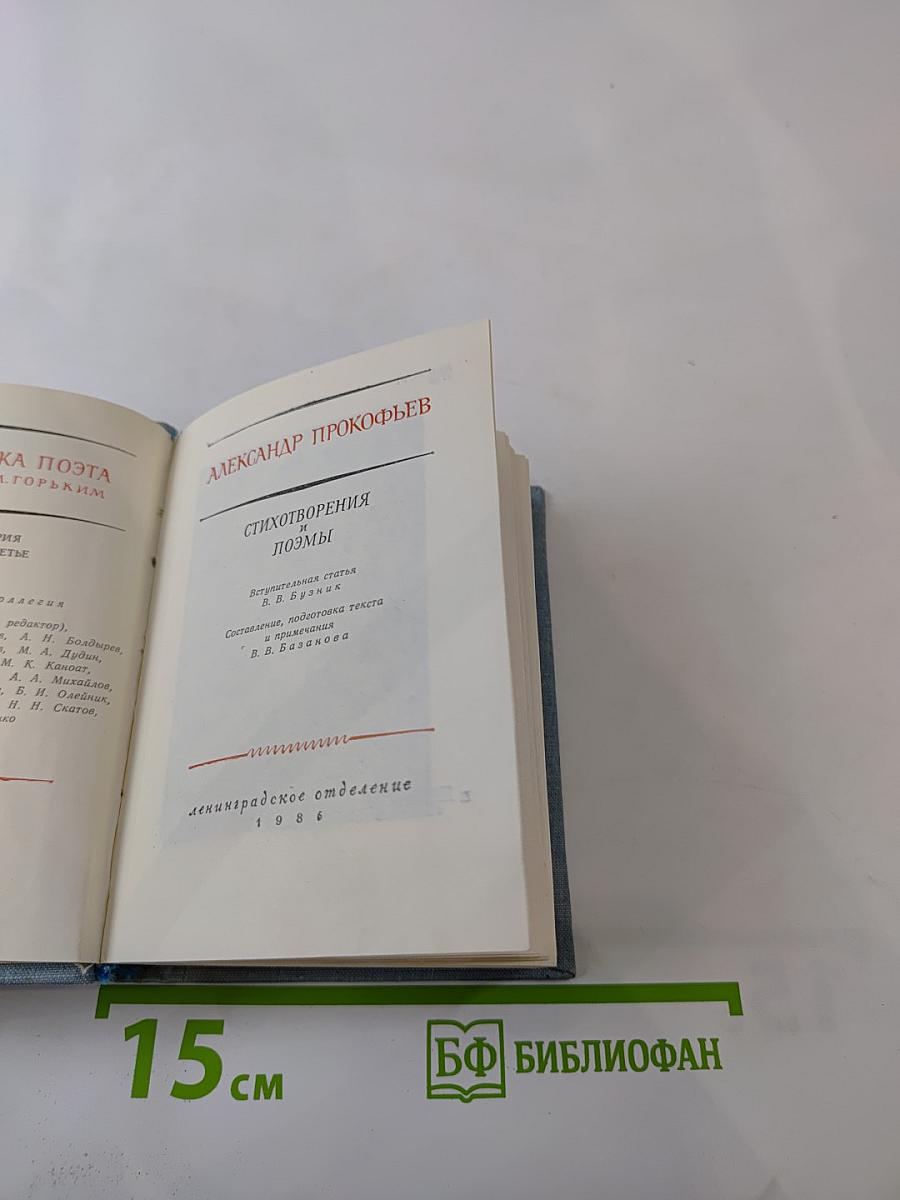 КА ПОЭТА
М.ГОРЬКИМ
РИЯ
ЕТЬЕ
оллегия
редактор),
в, А. Н. Болдырев,
в, М. А. Дудин,
М. К. Каноат,
А. А. Михайлов,
Б. И. Олейник,
Н. Н. Скатов,
ко
АЛЕКСАНДР ПРОКОФЬЕВ
СТИХОТВОРЕНИЯ
И
ПОЭМЫ
Вступительная статья
В. В. Бузник
Составление, подготовка текста
и примечания
В. В. Базанова
ленинградское отделение
1986
15 см
БФ БИБЛИОФАН